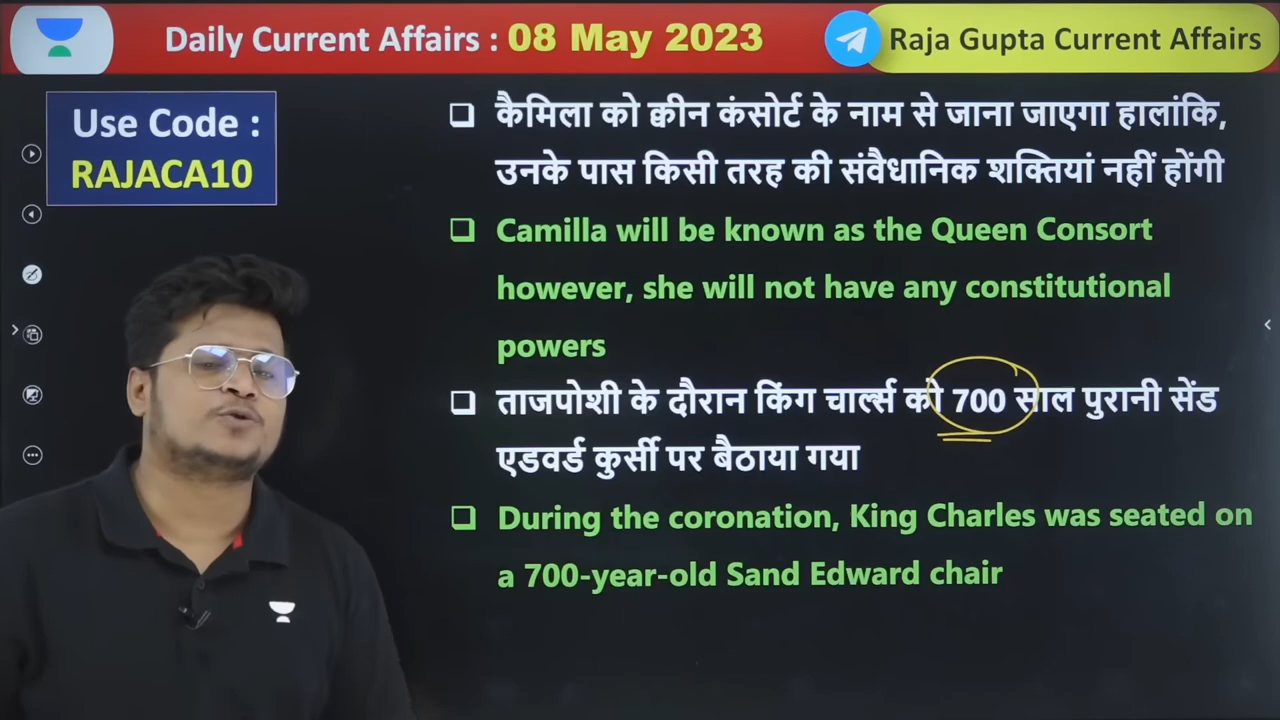 Daily Current Affairs : 08 May 2023
Raja Gupta Current Affairs
Use Code :
RAJACA10
कैमिला को क्वीन कंसोर्ट के नाम से जाना जाएगा हालांकि,
उनके पास किसी तरह की संवैधानिक शक्तियां नहीं होंगी
Camilla will be known as the Queen Consort
however, she will not have any constitutional
powers
ताजपोशी के दौरान किंग चार्ल्स को 700 साल पुरानी सेंड
एडवर्ड कुर्सी पर बैठाया गया
During the coronation, King Charles was seated on
a 700-year-old Sand Edward chair